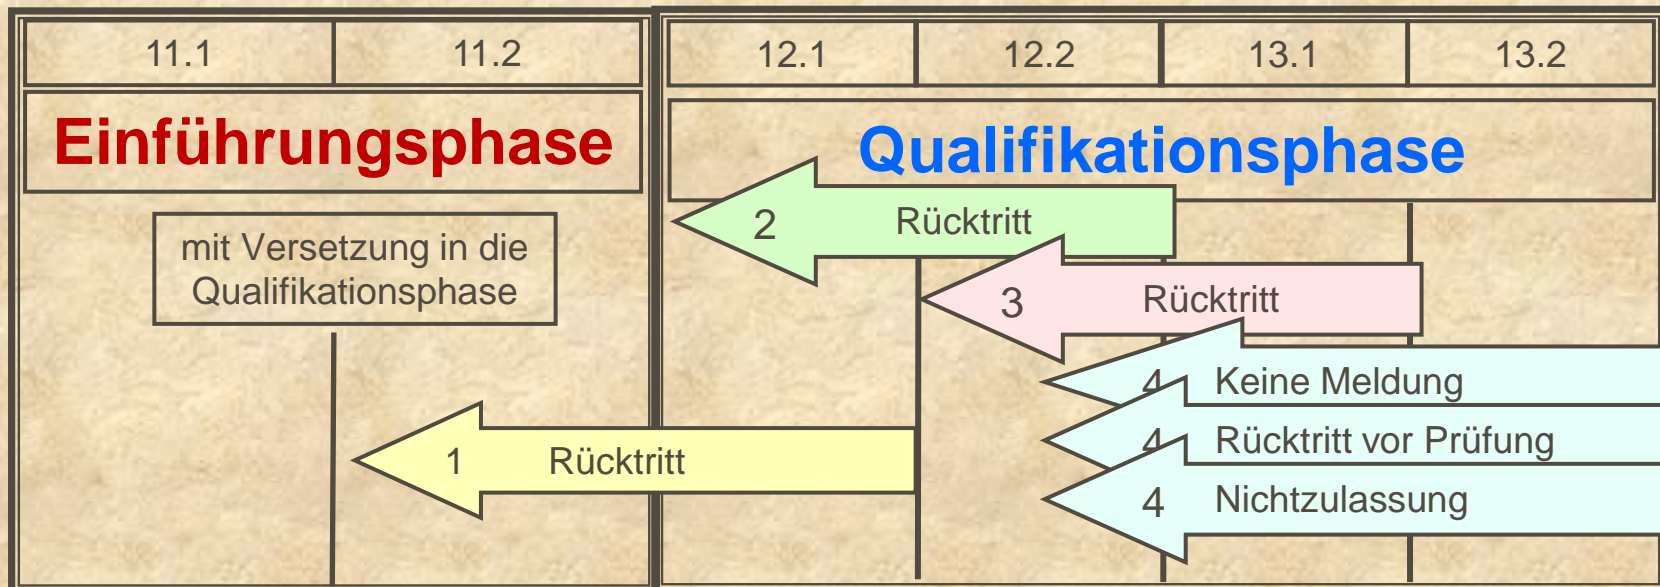 11.1
11.2
12.1
12.2
13.1
13.2
Einführungsphase
Qualifikationsphase
mit Versetzung in die
Qualifikationsphase
2 Rücktritt
3 Rücktritt
4 Keine Meldung
4 Rücktritt vor Prüfung
1 Rücktritt
4 Nichtzulassung